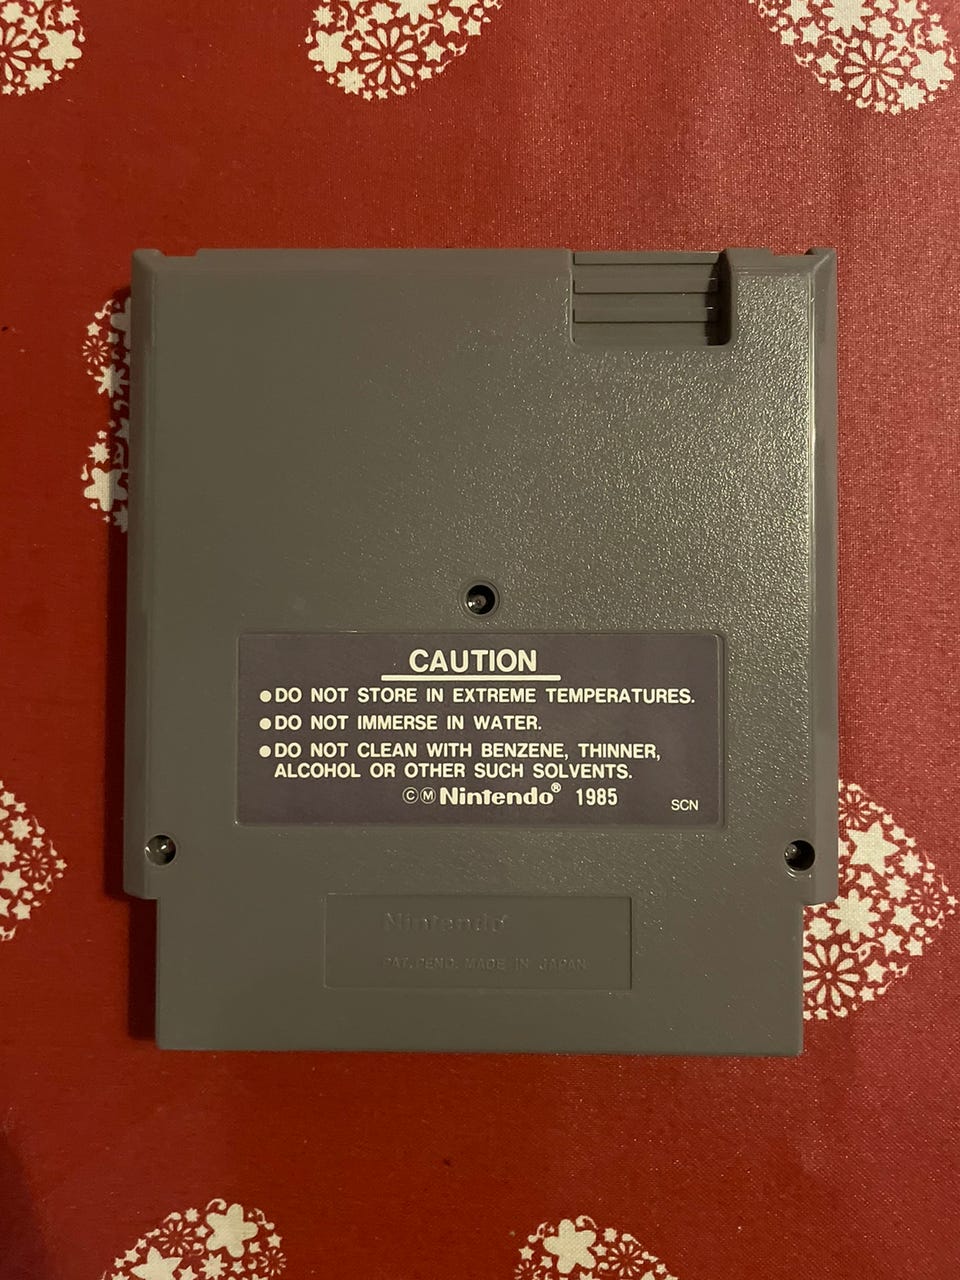 CAUTION
●DO NOT STORE IN EXTREME TEMPERATURES.
●DO NOT IMMERSE IN WATER.
●DO NOT CLEAN WITH BENZENE, THINNER,
ALCOHOL OR OTHER SUCH SOLVENTS.
ⒸⓂNintendo® 1985 SCN
Nintendo®
PAT.PEND. MADE IN JAPAN